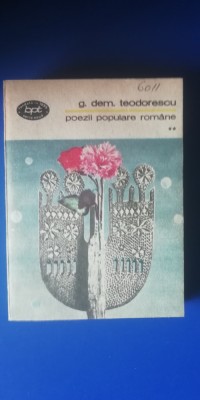 g. dem. teodorescu
poezii populare române
**
bpt